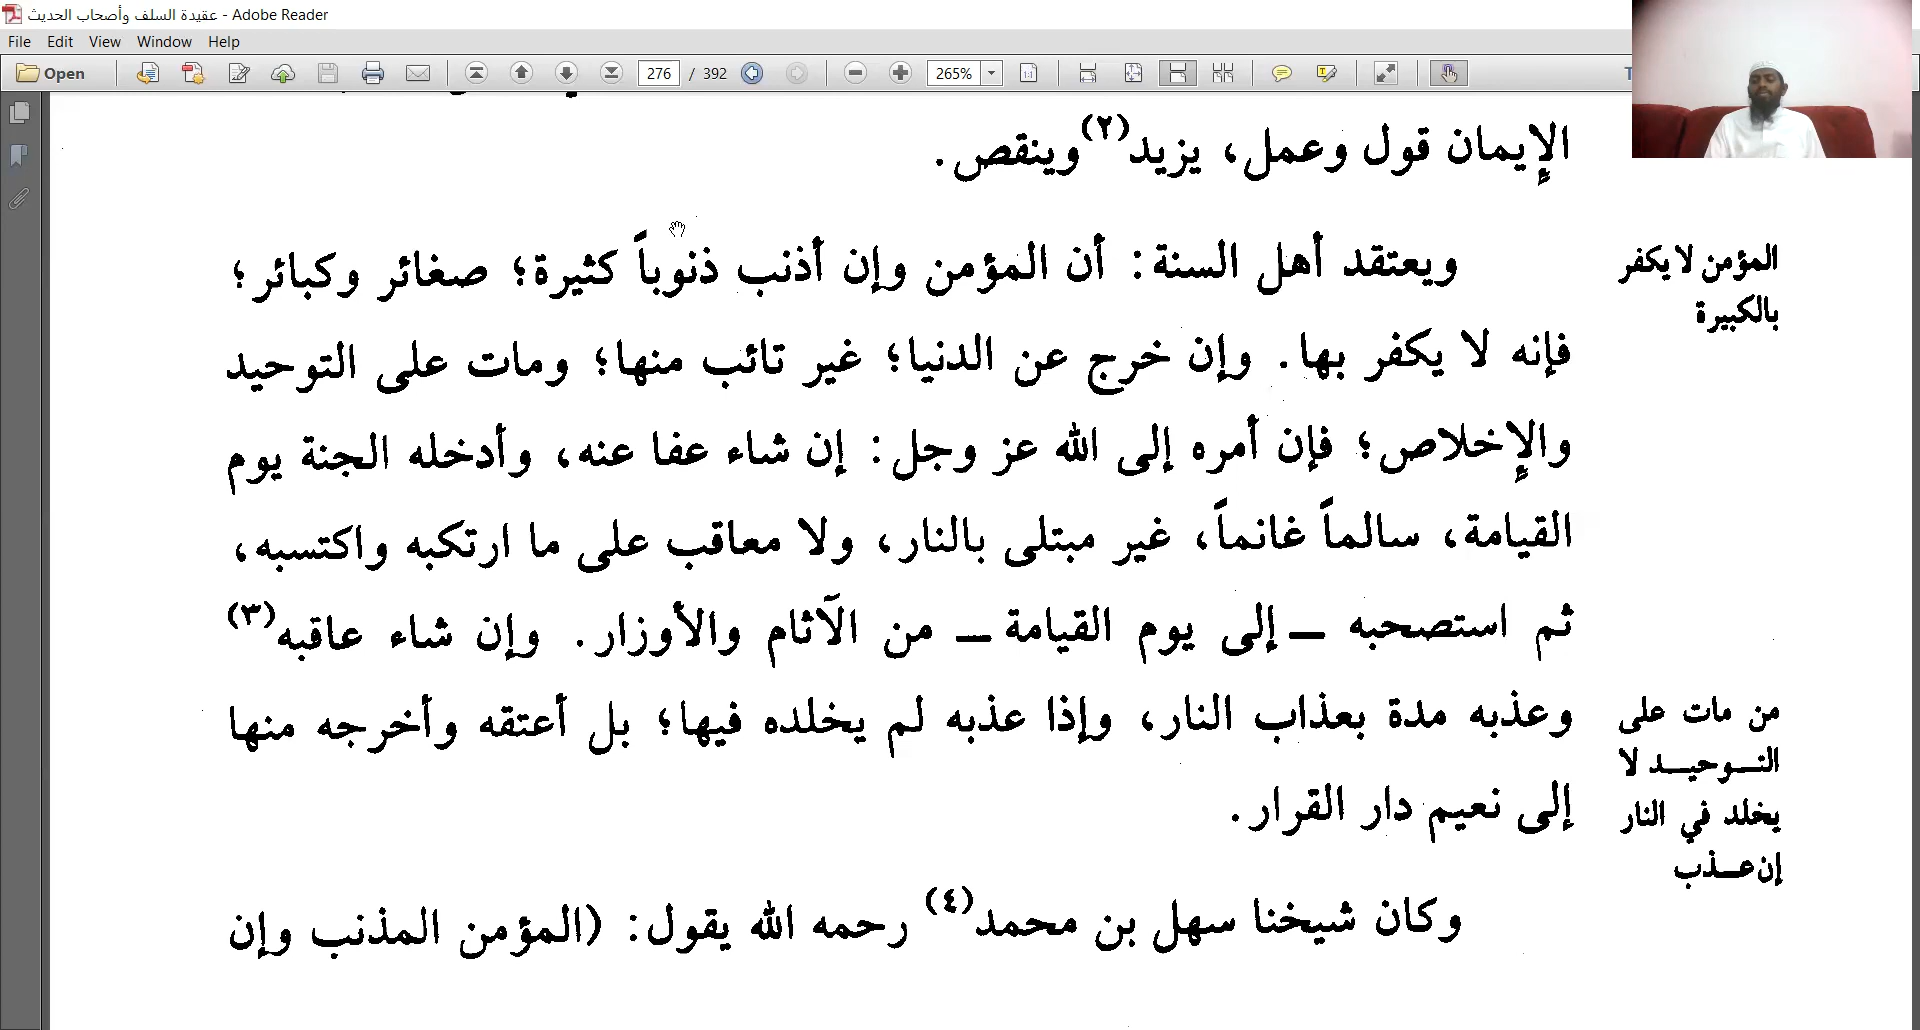 عقيدة السلف وأصحاب الحديث - Adobe Reader
File Edit View Window Help
Open 276 / 392 265%
الإيمان قول وعمل، يزيد(٢) وينقص.
المؤمن لا يكفر
بالكبيرة
ويعتقد أهل السنة: أن المؤمن وإن أذنب ذنوباً كثيرة؛ صغائر وكبائر؛
فإنه لا يكفر بها. وإن خرج عن الدنيا؛ غير تائب منها؛ ومات على التوحيد
والإخلاص؛ فإن أمره إلى الله عز وجل: إن شاء عفا عنه، وأدخله الجنة يوم
القيامة، سالماً غانماً، غير مبتلى بالنار، ولا معاقب على ما ارتكبه واكتسبه،
ثم استصحبه — إلى يوم القيامة — من الآثام والأوزار. وإن شاء عاقبه(٣)
وعذبه مدة بعذاب النار، وإذا عذبه لم يخلده فيها؛ بل أعتقه وأخرجه منها
إلى نعيم دار القرار.
من مات على
التـوحيـد لا
يخلد في النار
إن عـذب
وكان شيخنا سهل بن محمد(٤) رحمه الله يقول: (المؤمن المذنب وإن